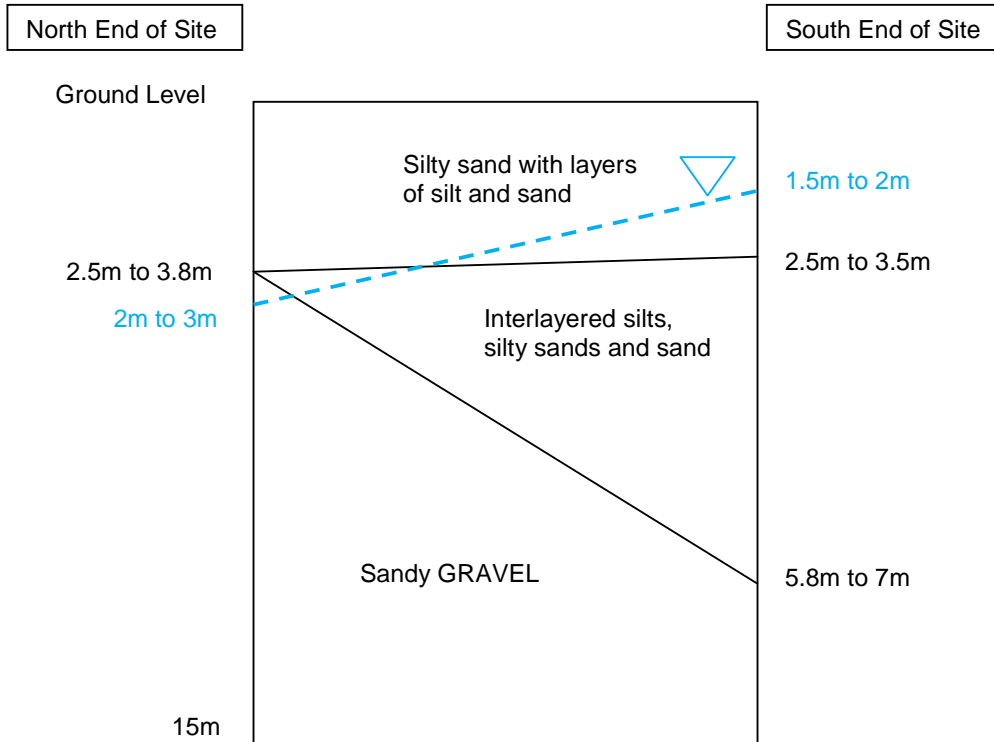 North End of Site
South End of Site
Ground Level
Silty sand with layers
of silt and sand
1.5m to 2m
2.5m to 3.8m
2.5m to 3.5m
2m to 3m
Interlayered silts,
silty sands and sand
Sandy GRAVEL
5.8m to 7m
15m